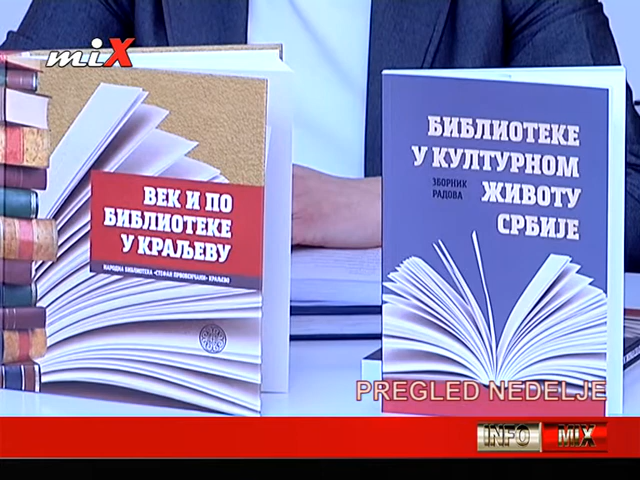 miX
ВЕК И ПО
БИБЛИОТЕКЕ
У КРАЉЕВУ
НАРОДНА БИБЛИОТЕКА «СТЕФАН ПРВОВЕНЧАНИ» КРАЉЕВО
БИБЛИОТЕКЕ
У КУЛТУРНОМ
ЖИВОТУ
СРБИЈЕ
ЗБОРНИК
РАДОВА
PREGLED NEDELJE
INFO MIX